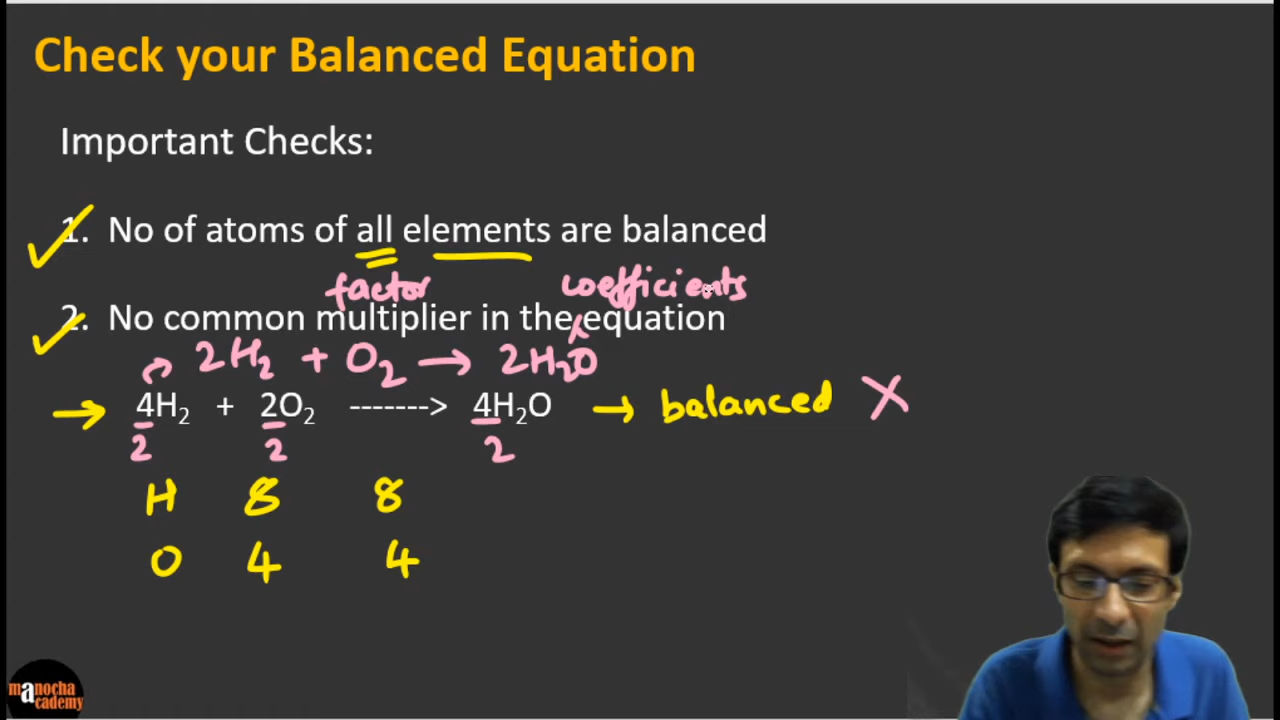 Check your Balanced Equation
Important Checks:
1. No of atoms of all elements are balanced
factor coefficients
2. No common multiplier in the equation
2H₂ + O₂ → 2H₂O
→ 4H₂ + 2O₂ -------> 4H₂O → balanced X
2 2 2
H 8 8
O 4 4
manocha
academy